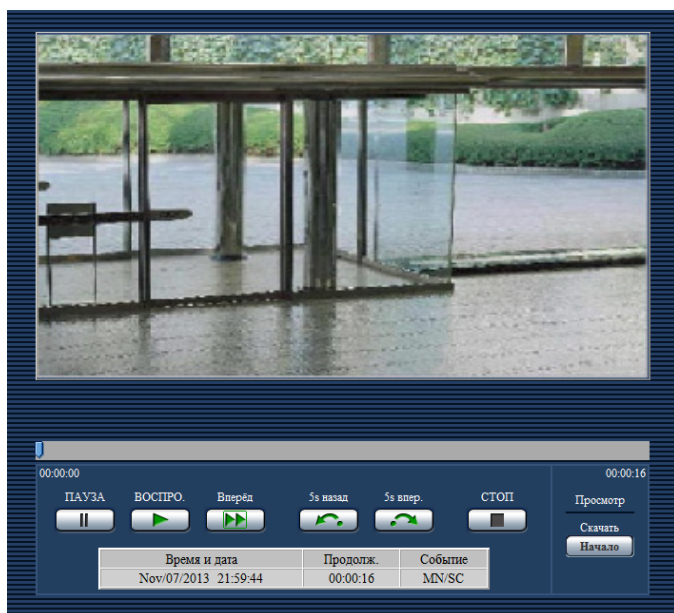 00:00:00 00:00:16
ПАУЗА ВОСПРО. Вперёд 5s назад 5s впер. СТОП
Просмотр
Скачать
Начало
Время и дата Продолж. Событие
Nov/07/2013 21:59:44 00:00:16 MN/SC